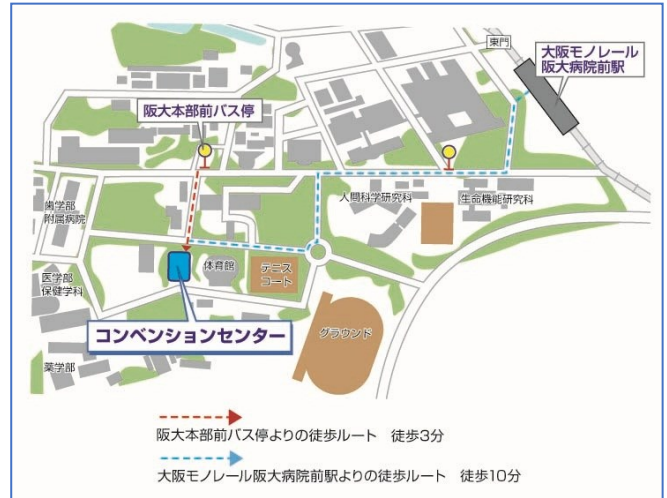 東門
大阪モノレール
阪大病院前駅
阪大本部前バス停
歯学部
附属病院
人間科学研究科
生命機能研究科
医学部
保健学科
体育館
テニス
コート
コンベンションセンター
グラウンド
薬学部
阪大本部前バス停よりの徒歩ルート 徒歩3分
大阪モノレール阪大病院前駅よりの徒歩ルート 徒歩10分